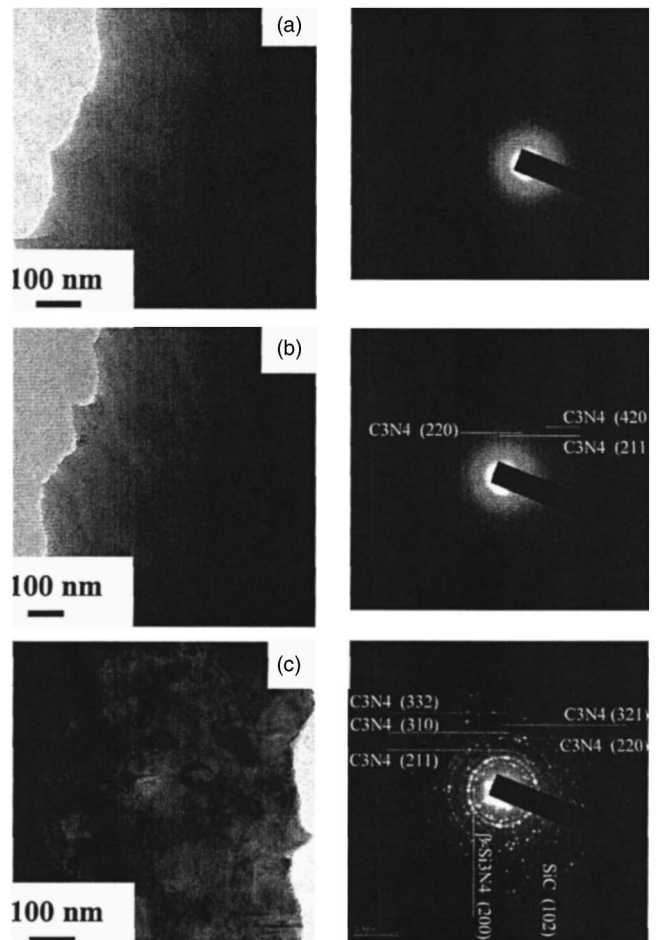 (a)
100 nm
(b)
100 nm
C3N4 (220)
C3N4 (420
C3N4 (211
(c)
100 nm
C3N4 (332)
C3N4 (310)
C3N4 (211)
C3N4 (321)
C3N4 (220)
β-Si3N4 (200)
SiC (102)